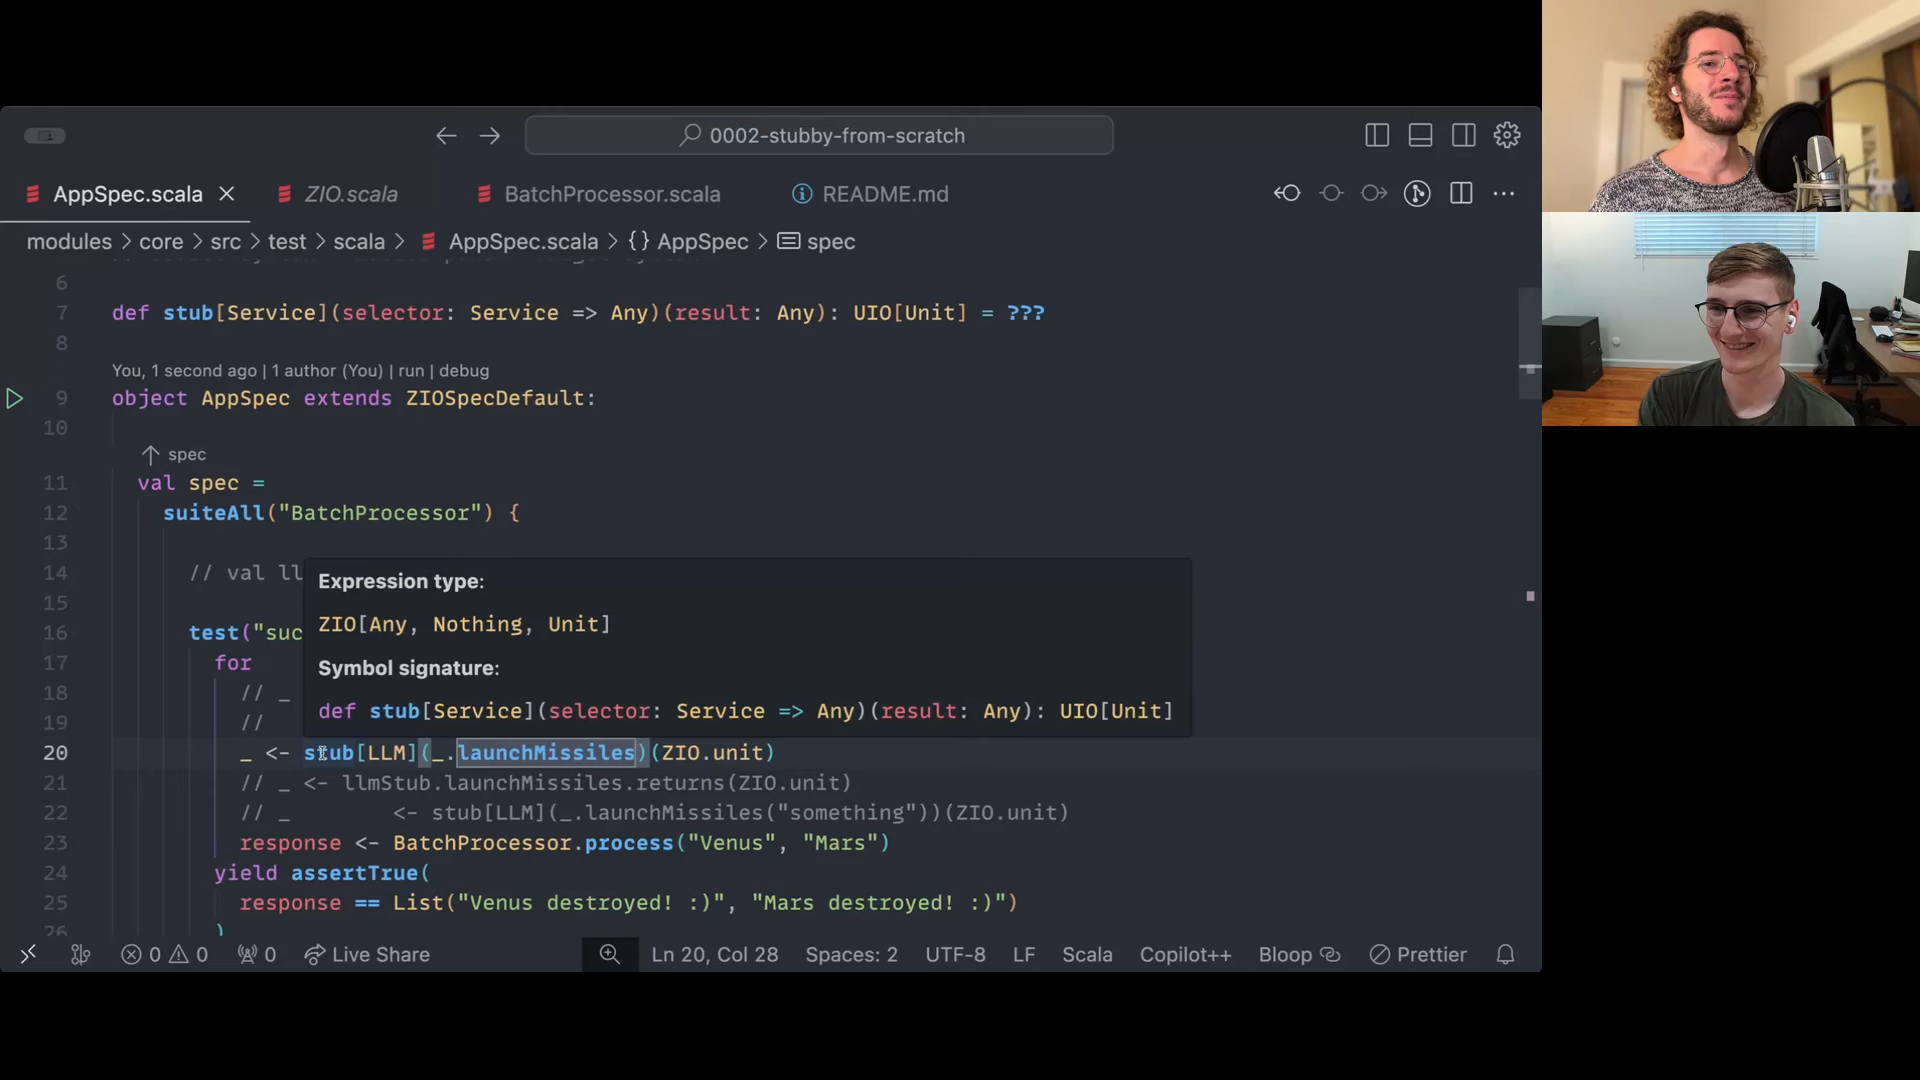 0002-stubby-from-scratch
AppSpec.scala ZIO.scala BatchProcessor.scala README.md
modules > core > src > test > scala > AppSpec.scala > {} AppSpec > spec
6
7 def stub[Service](selector: Service => Any)(result: Any): UIO[Unit] = ???
8
You, 1 second ago | 1 author (You) | run | debug
9 object AppSpec extends ZIOSpecDefault:
10
spec
11 val spec =
12 suiteAll("BatchProcessor") {
13
14 // val ll
Expression type:
15
ZIO[Any, Nothing, Unit]
16 test("suc
17 for
Symbol signature:
18 // _
def stub[Service](selector: Service => Any)(result: Any): UIO[Unit]
19 //
20 _ <- stub[LLM](_.launchMissiles)(ZIO.unit)
21 // _ <- llmStub.launchMissiles.returns(ZIO.unit)
22 // _ <- stub[LLM](_.launchMissiles("something"))(ZIO.unit)
23 response <- BatchProcessor.process("Venus", "Mars")
24 yield assertTrue(
25 response == List("Venus destroyed! :)", "Mars destroyed! :)")
26 )
0 0 0 Live Share Ln 20, Col 28 Spaces: 2 UTF-8 LF Scala Copilot++ Bloop Prettier